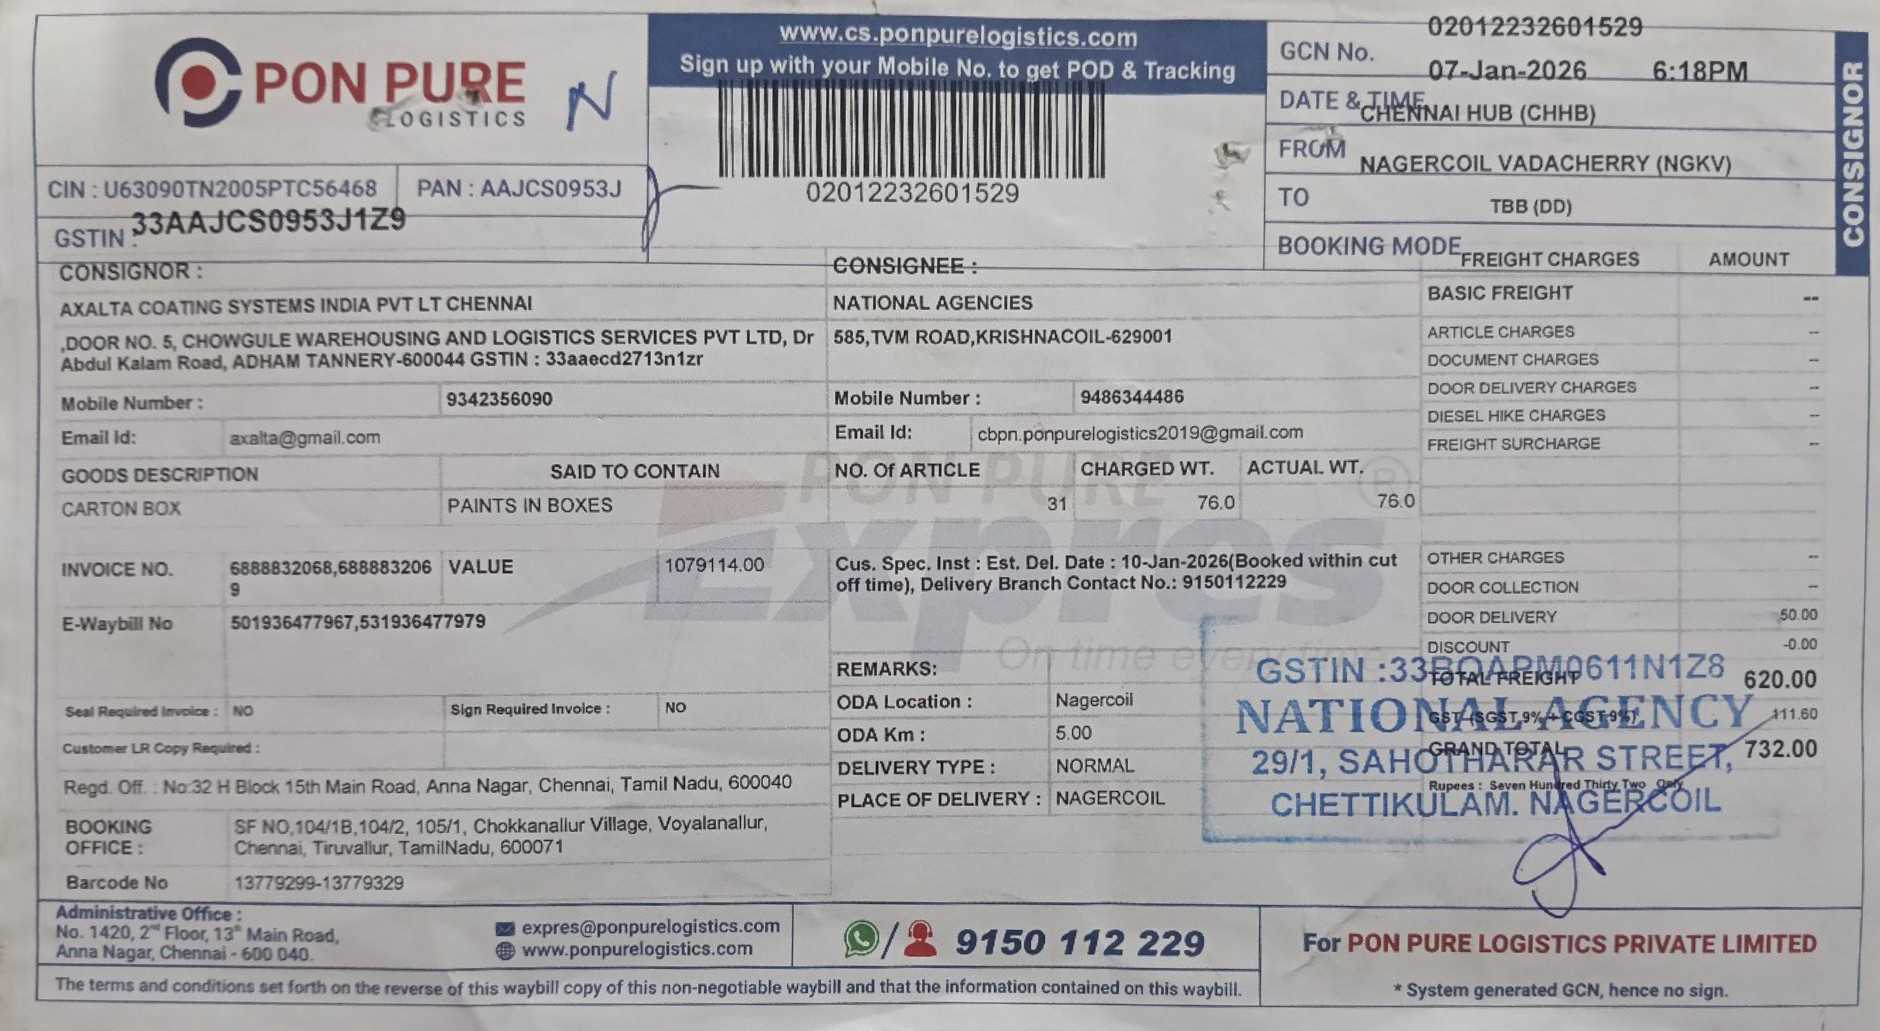 PON PURE
LOGISTICS
N
www.cs.ponpurelogistics.com
Sign up with your Mobile No. to get POD & Tracking
02012232601529
GCN No. 02012232601529
DATE & TIME 07-Jan-2026 6:18PM
FROM CHENNAI HUB (CHHB)
TO NAGERCOIL VADACHERRY (NGKV)
BOOKING MODE TBB (DD)
CONSIGNOR
CIN : U63090TN2005PTC56468 PAN : AAJCS0953J
GSTIN : 33AAJCS0953J1Z9
CONSIGNOR :
AXALTA COATING SYSTEMS INDIA PVT LT CHENNAI
,DOOR NO. 5, CHOWGULE WAREHOUSING AND LOGISTICS SERVICES PVT LTD, Dr
Abdul Kalam Road, ADHAM TANNERY-600044 GSTIN : 33aaecd2713n1zr
Mobile Number : 9342356090
Email Id: axalta@gmail.com
CONSIGNEE :
NATIONAL AGENCIES
585,TVM ROAD,KRISHNACOIL-629001
Mobile Number : 9486344486
Email Id: cbpn.ponpurelogistics2019@gmail.com
GOODS DESCRIPTION SAID TO CONTAIN NO. Of ARTICLE CHARGED WT. ACTUAL WT.
CARTON BOX PAINTS IN BOXES 31 76.0 76.0
PON PURE
Expres
®
On time every time
INVOICE NO. 6888832068,688883206
9
VALUE 1079114.00
E-Waybill No 501936477967,531936477979
Cus. Spec. Inst : Est. Del. Date : 10-Jan-2026(Booked within cut
off time), Delivery Branch Contact No.: 9150112229
Seal Required Invoice : NO Sign Required Invoice : NO
Customer LR Copy Required :
REMARKS:
ODA Location : Nagercoil
ODA Km : 5.00
DELIVERY TYPE : NORMAL
PLACE OF DELIVERY : NAGERCOIL
Regd. Off. : No:32 H Block 15th Main Road, Anna Nagar, Chennai, Tamil Nadu, 600040
BOOKING
OFFICE :
SF NO,104/1B,104/2, 105/1, Chokkanallur Village, Voyalanallur,
Chennai, Tiruvallur, TamilNadu, 600071
Barcode No 13779299-13779329
FREIGHT CHARGES AMOUNT
BASIC FREIGHT --
ARTICLE CHARGES --
DOCUMENT CHARGES --
DOOR DELIVERY CHARGES --
DIESEL HIKE CHARGES --
FREIGHT SURCHARGE --
OTHER CHARGES --
DOOR COLLECTION --
DOOR DELIVERY 50.00
DISCOUNT -0.00
TOTAL FREIGHT 620.00
GST (SGST 9% + CGST 9%) 111.60
GRAND TOTAL 732.00
Rupees : Seven Hundred Thirty Two Only
GSTIN :33BQAPM0611N1Z8
NATIONAL AGENCY
29/1, SAHOTHARAR STREET,
CHETTIKULAM. NAGERCOIL
Administrative Office :
No. 1420, 2nd Floor, 13th Main Road,
Anna Nagar, Chennai - 600 040.
expres@ponpurelogistics.com
www.ponpurelogistics.com
9150 112 229
For PON PURE LOGISTICS PRIVATE LIMITED
The terms and conditions set forth on the reverse of this waybill copy of this non-negotiable waybill and that the information contained on this waybill.
* System generated GCN, hence no sign.